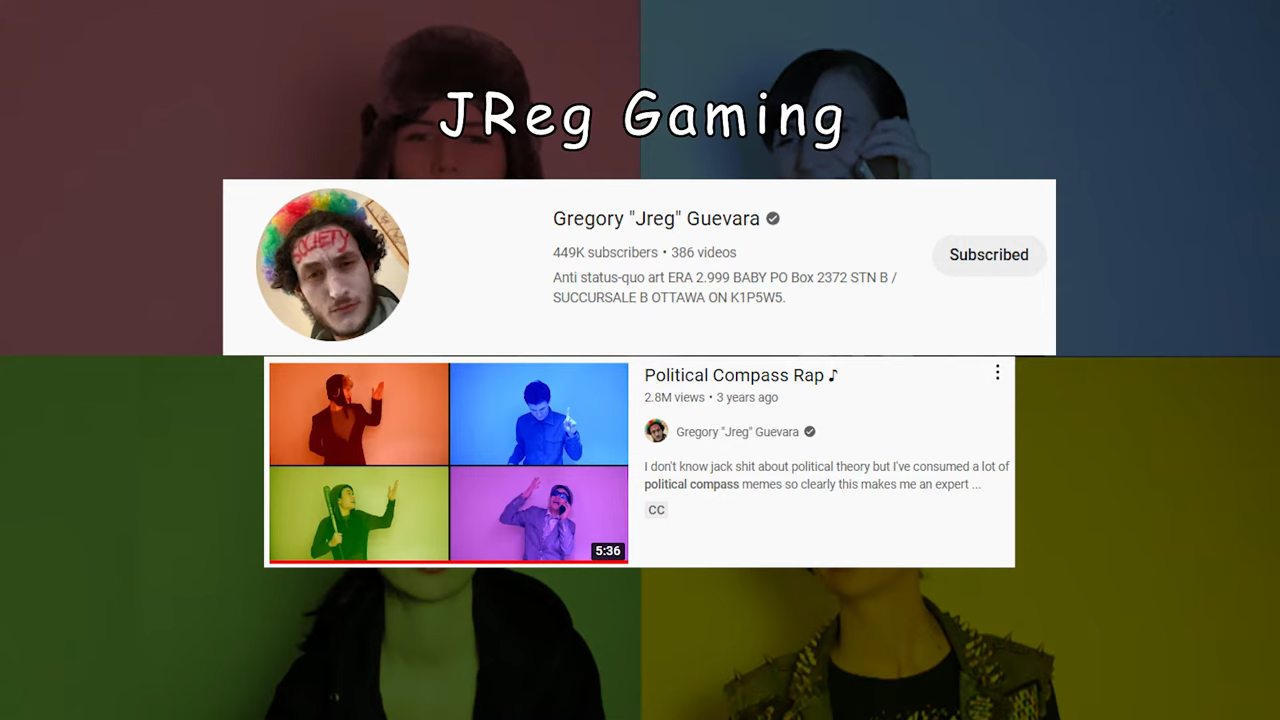 JReg Gaming
SOCIETY
Gregory "Jreg" Guevara
449K subscribers • 386 videos
Subscribed
Anti status-quo art ERA 2.999 BABY PO Box 2372 STN B /
SUCCURSALE B OTTAWA ON K1P5W5.
Political Compass Rap ♪
2.8M views • 3 years ago
Gregory "Jreg" Guevara
I don't know jack shit about political theory but I've consumed a lot of
political compass memes so clearly this makes me an expert ...
CC
5:36